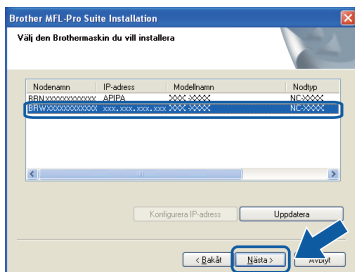 Brother MFL-Pro Suite Installation
Välj den Brothermaskin du vill installera
Nodenamn IP-adress Modellnamn Nodtyp
BRNXXXXXXXXXXXX APIPA XXX-XXXX NC-XXXX
BRWXXXXXXXXXXXX xxx.xxx.xxx.xxx XXX-XXXX NC-XXXX
Konfigurera IP-adress Uppdatera
< Bakåt Nästa > Avbryt